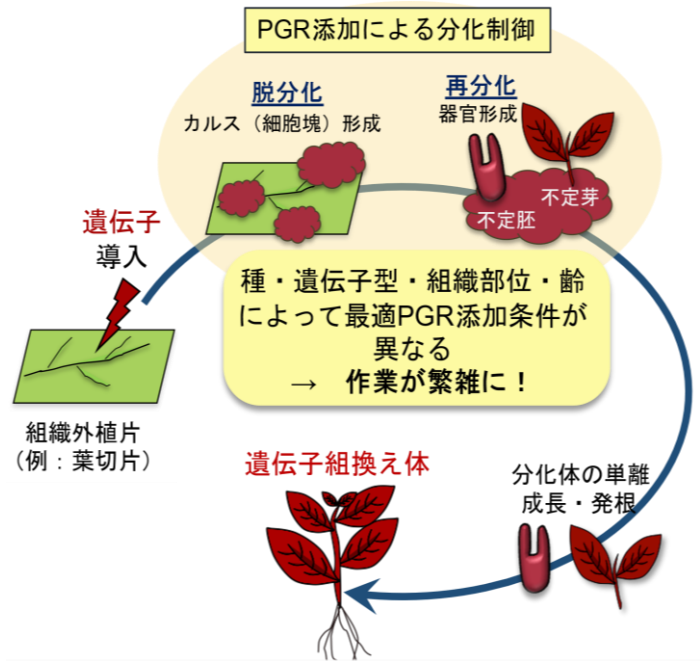 PGR添加による分化制御
脱分化
カルス（細胞塊）形成
再分化
器官形成
不定芽
不定胚
遺伝子
導入
種・遺伝子型・組織部位・齢
によって最適PGR添加条件が
異なる
→ 作業が繁雑に！
組織外植片
（例：葉切片）
遺伝子組換え体
分化体の単離
成長・発根